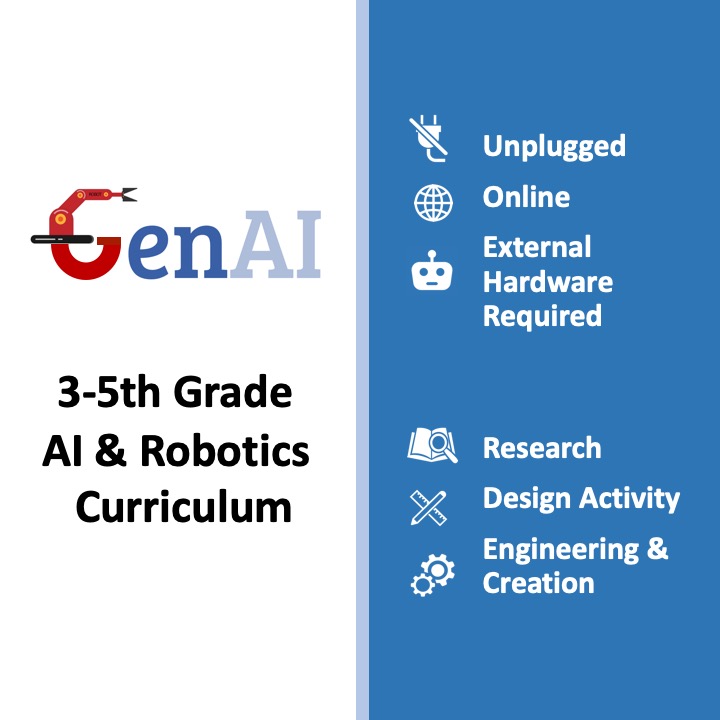 GenAI
3-5th Grade
AI & Robotics
Curriculum
Unplugged
Online
External
Hardware
Required
Research
Design Activity
Engineering &
Creation